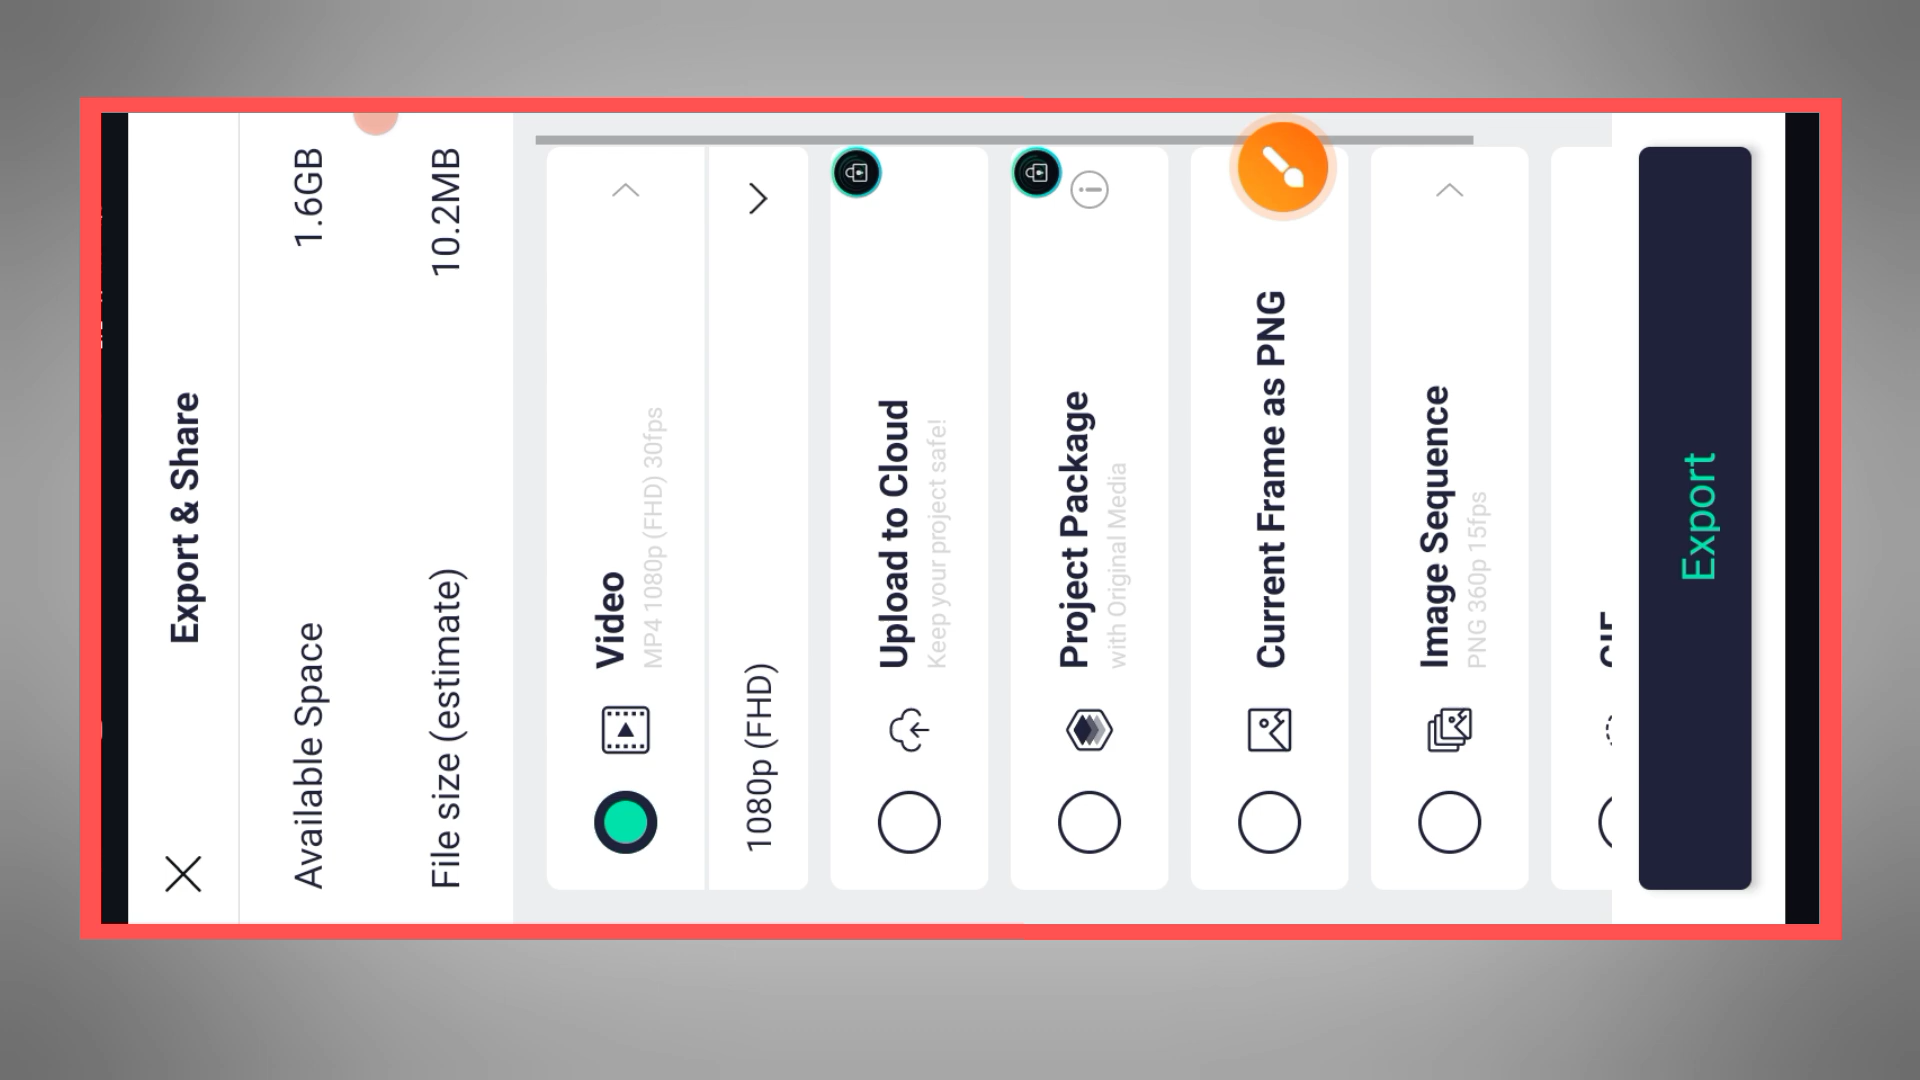 Export & Share
Available Space 1.6GB
File size (estimate) 10.2MB
Video
MP4 1080p (FHD) 30fps
1080p (FHD)
Upload to Cloud
Keep your project safe!
Project Package
with Original Media
Current Frame as PNG
Image Sequence
PNG 360p 15fps
Export